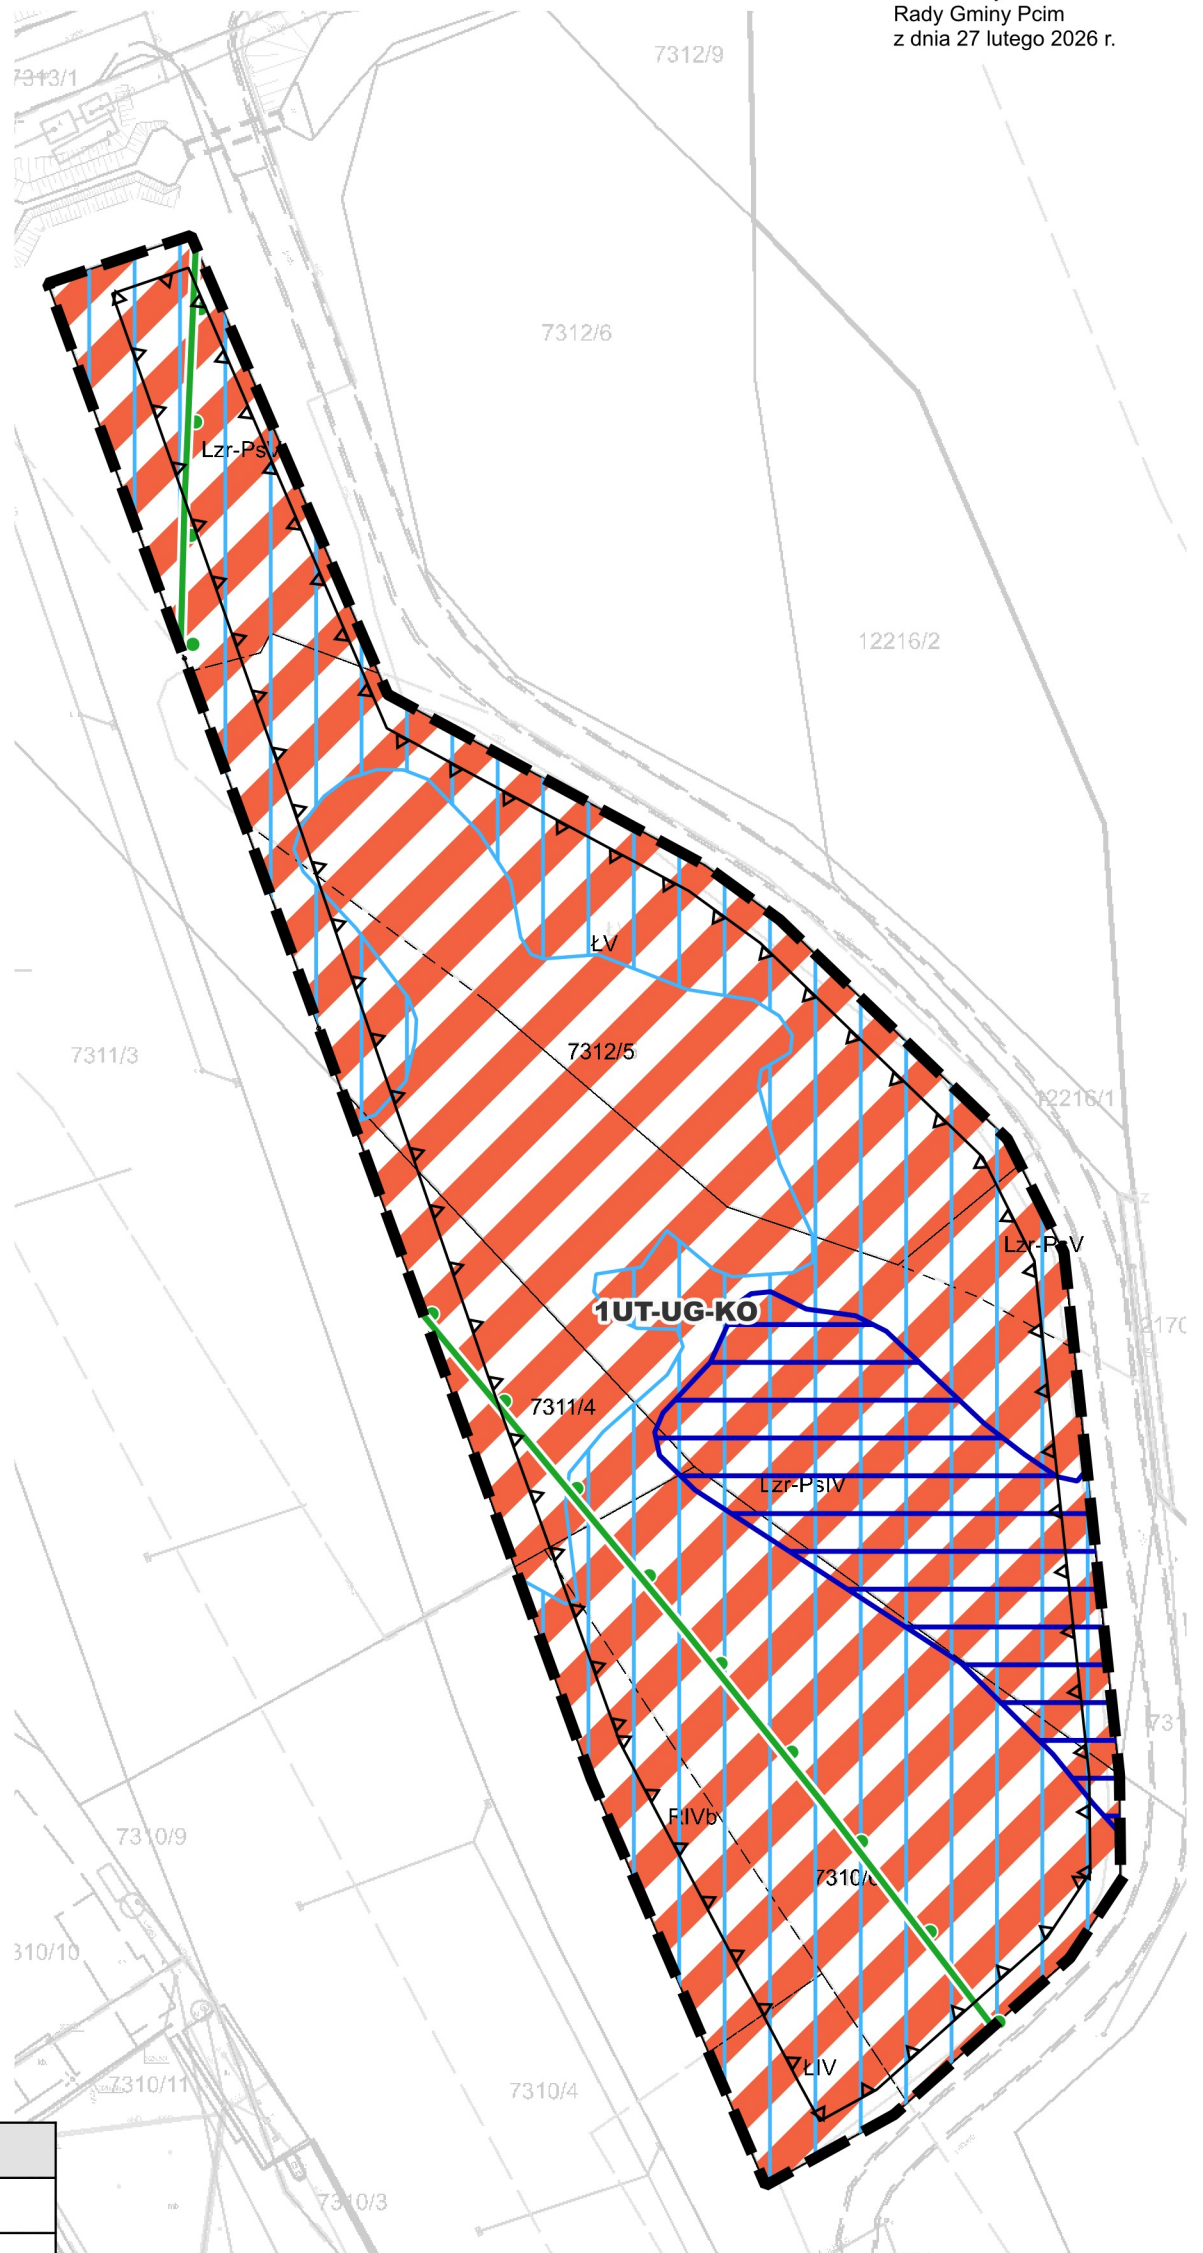 Rady Gminy Pcim
z dnia 27 lutego 2026 r.
7312/9
7313/1
7312/6
Lzr-PsV
12216/2
ŁV
7312/5
7311/3
12216/1
Lzr-PsV
1UT-UG-KO
7311/4
Lzr-PsIV
RIVb
7310/9
7310/6
310/10
ŁIV
7310/11
7310/4
7310/3